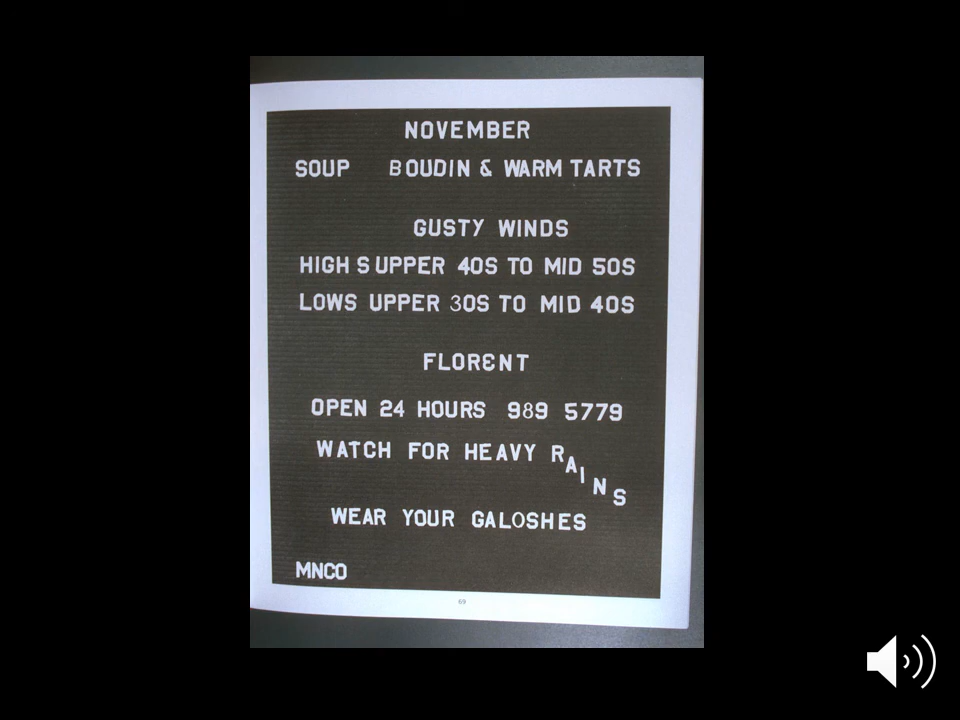 NOVEMBER
SOUP BOUDIN & WARM TARTS
GUSTY WINDS
HIGH S UPPER 40S TO MID 50S
LOWS UPPER 30S TO MID 40S
FLORENT
OPEN 24 HOURS 989 5779
WATCH FOR HEAVY RAINS
WEAR YOUR GALOSHES
MNCO
69